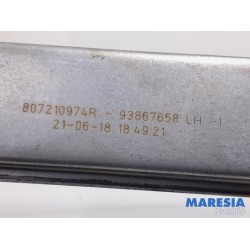 807210974R - 93867658 LH -1
21-06-18 18 49 21
MARESIA